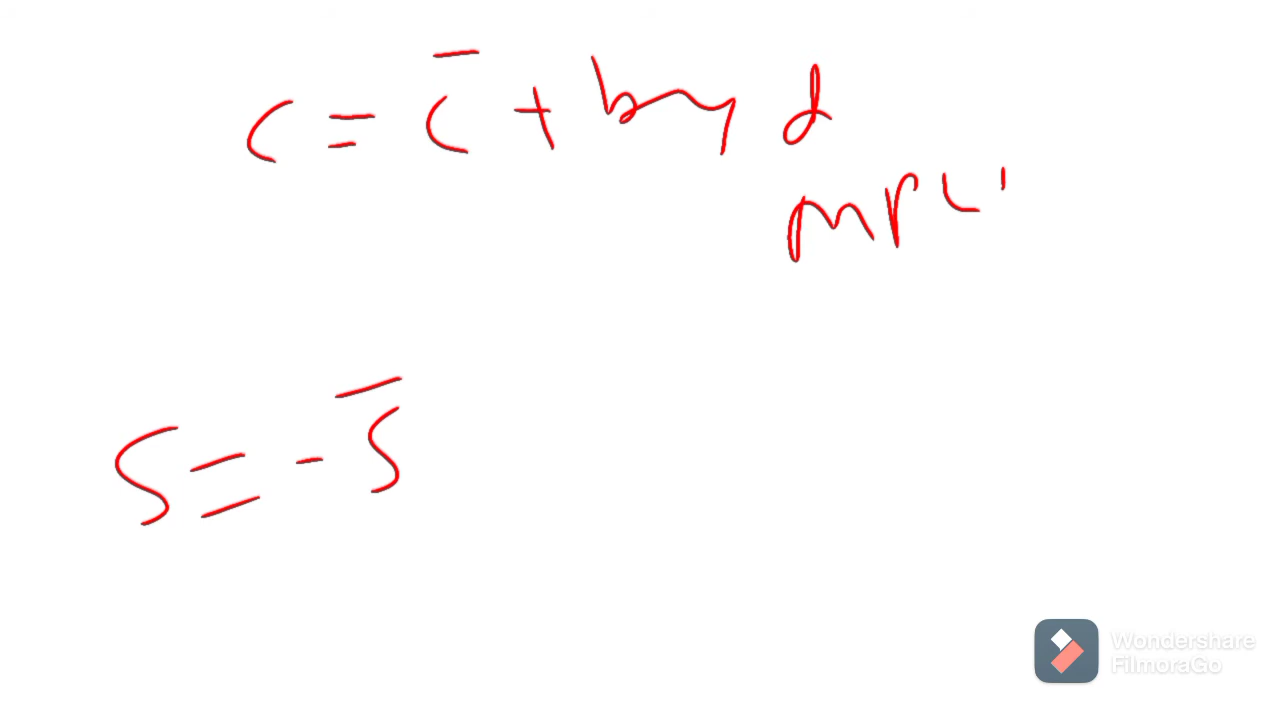 c = c̅ + by d
mpc'
S = - S̅
Wondershare
FilmoraGo